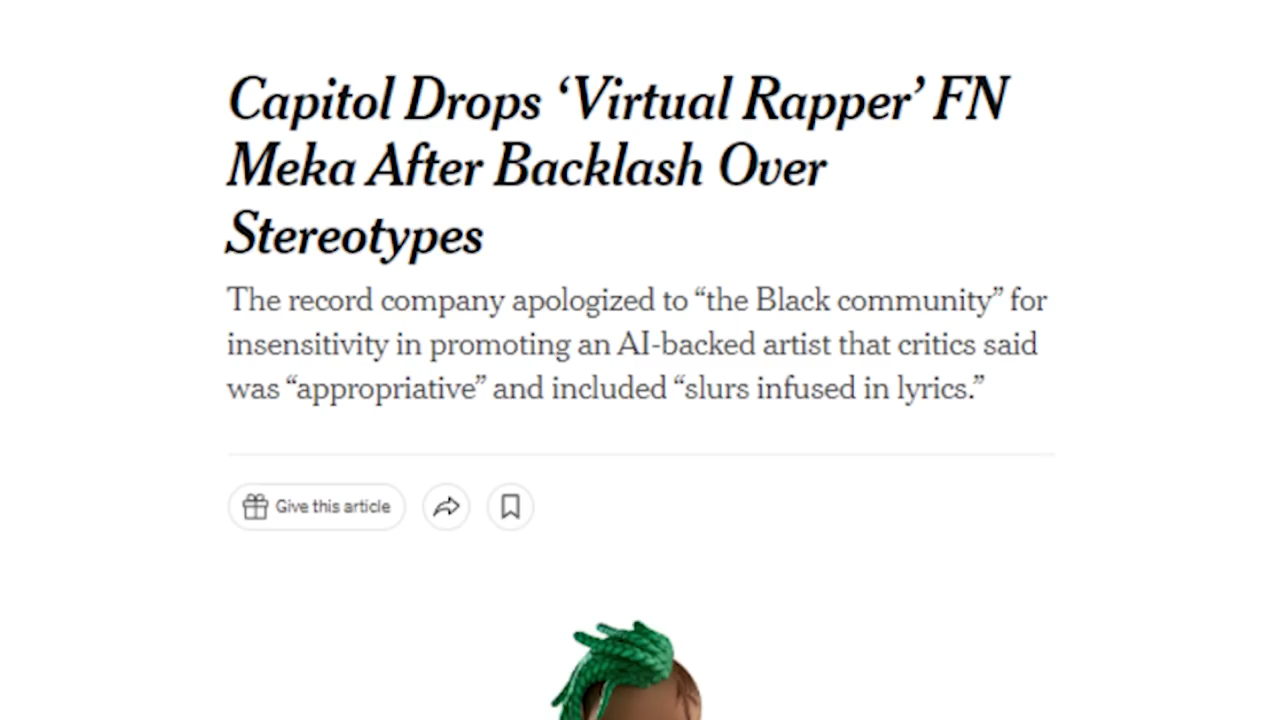 Capitol Drops ‘Virtual Rapper’ FN
Meka After Backlash Over
Stereotypes
The record company apologized to “the Black community” for
insensitivity in promoting an AI-backed artist that critics said
was “appropriative” and included “slurs infused in lyrics.”
Give this article